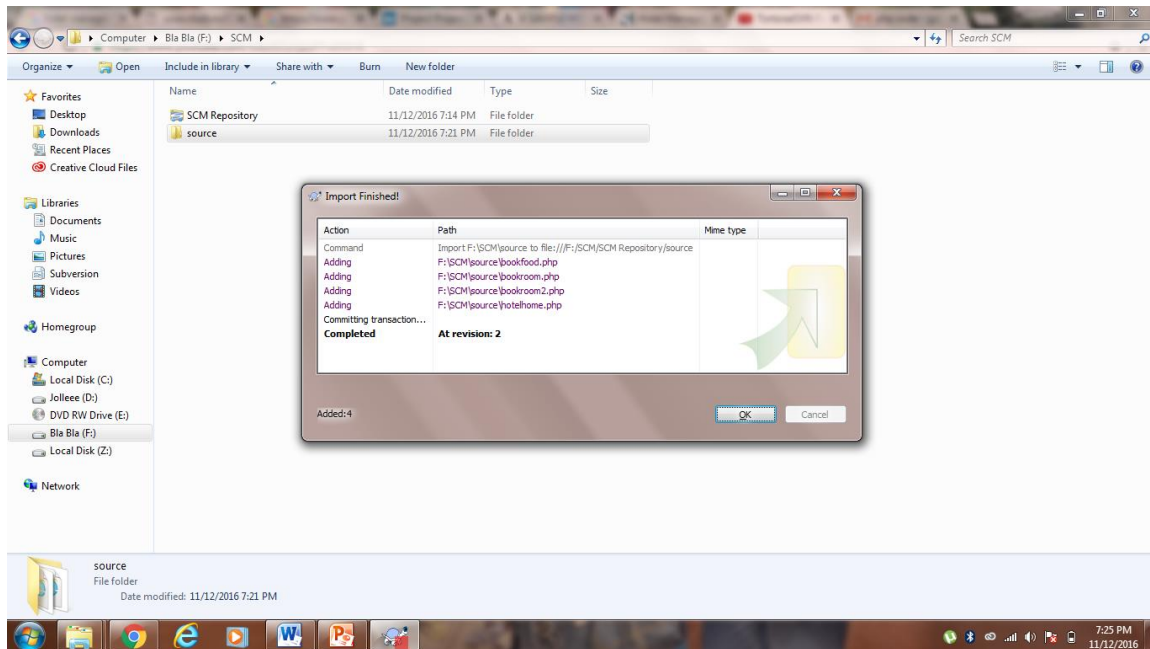 Computer ▸ Bla Bla (F:) ▸ SCM ▸
Search SCM
Organize ▾ Open Include in library ▾ Share with ▾ Burn New folder
Favorites
Desktop
Downloads
Recent Places
Creative Cloud Files
Libraries
Documents
Music
Pictures
Subversion
Videos
Homegroup
Computer
Local Disk (C:)
Jolleee (D:)
DVD RW Drive (E:)
Bla Bla (F:)
Local Disk (Z:)
Network
Name Date modified Type Size
SCM Repository 11/12/2016 7:14 PM File folder
source 11/12/2016 7:21 PM File folder
Import Finished!
Action Path Mime type
Command Import F:\SCM\source to file:///F:/SCM/SCM Repository/source
Adding F:\SCM\source\bookfood.php
Adding F:\SCM\source\bookroom.php
Adding F:\SCM\source\bookroom2.php
Adding F:\SCM\source\hotelhome.php
Committing transaction...
Completed At revision: 2
Added:4
OK Cancel
source
File folder
Date modified: 11/12/2016 7:21 PM
7:25 PM
11/12/2016